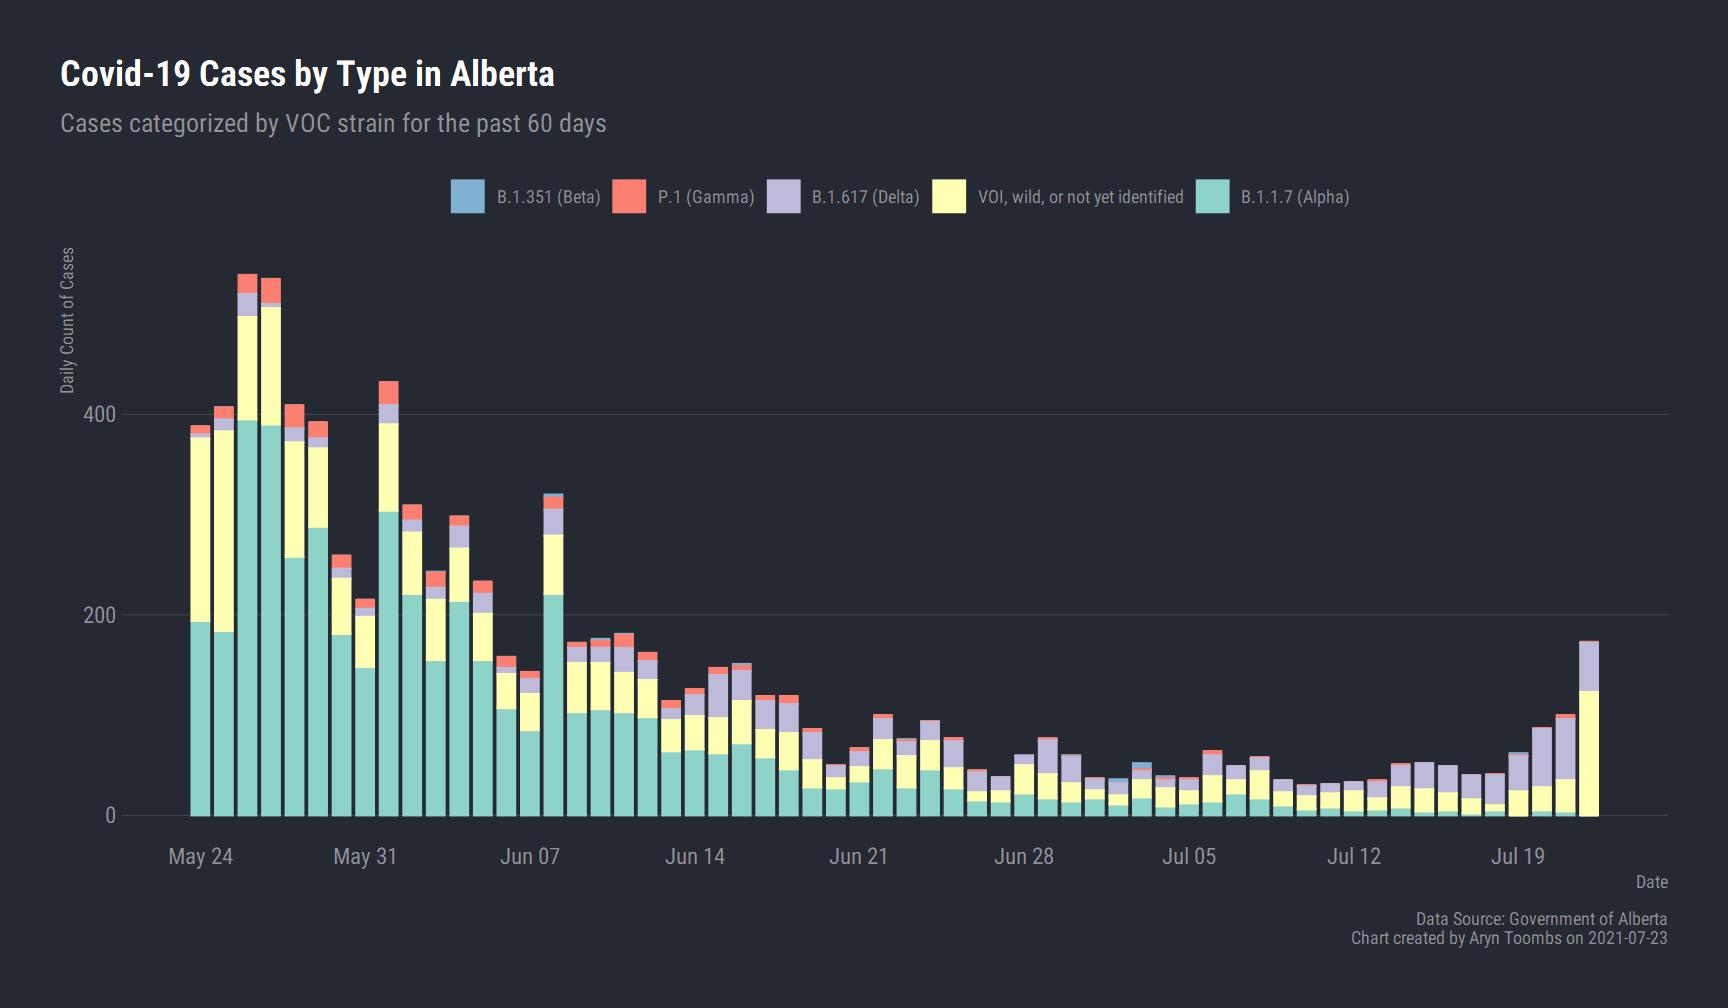 Covid-19 Cases by Type in Alberta
Cases categorized by VOC strain for the past 60 days
B.1.351 (Beta) P.1 (Gamma) B.1.617 (Delta) VOI, wild, or not yet identified B.1.1.7 (Alpha)
Daily Count of Cases
400
200
0
May 24 May 31 Jun 07 Jun 14 Jun 21 Jun 28 Jul 05 Jul 12 Jul 19
Date
Data Source: Government of Alberta
Chart created by Aryn Toombs on 2021-07-23